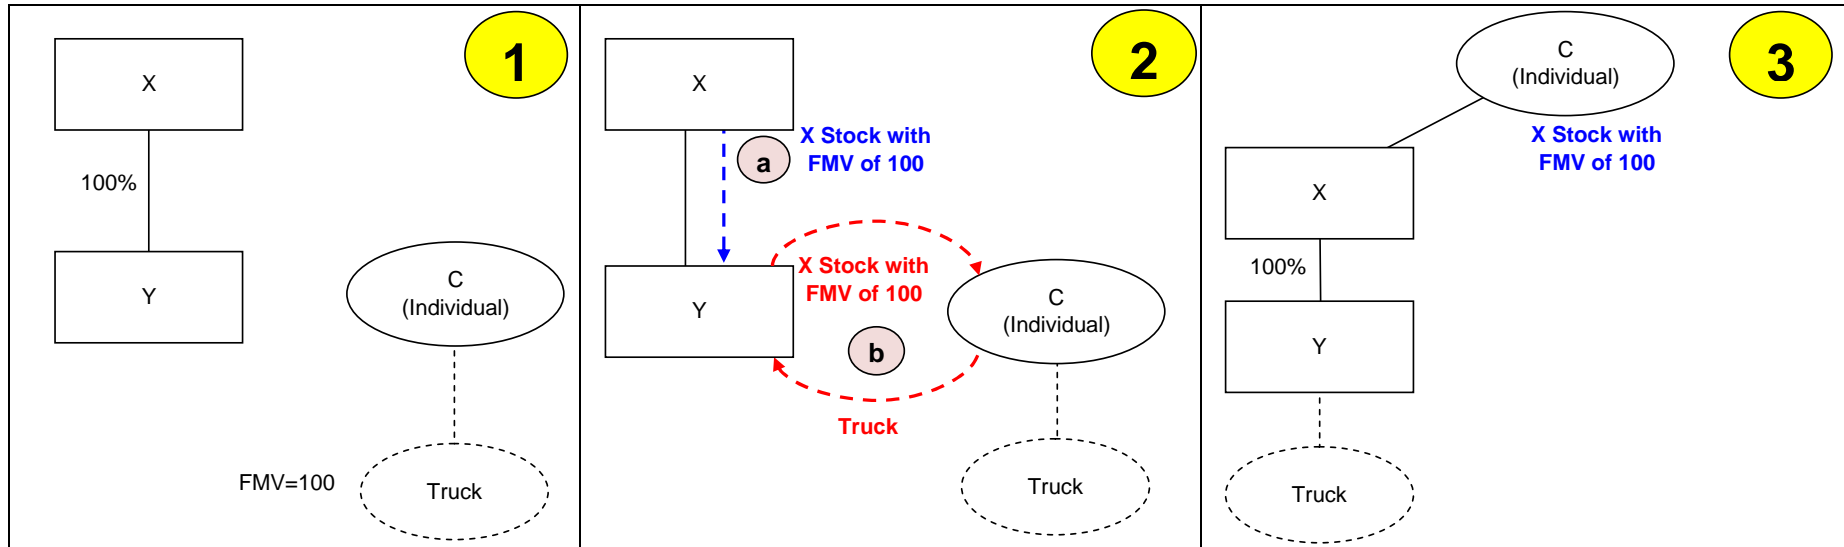 1
X
100%
Y
C
(Individual)
FMV=100
Truck
2
X
a
X Stock with
FMV of 100
X Stock with
FMV of 100
Y
C
(Individual)
b
Truck
Truck
3
C
(Individual)
X Stock with
FMV of 100
X
100%
Y
Truck